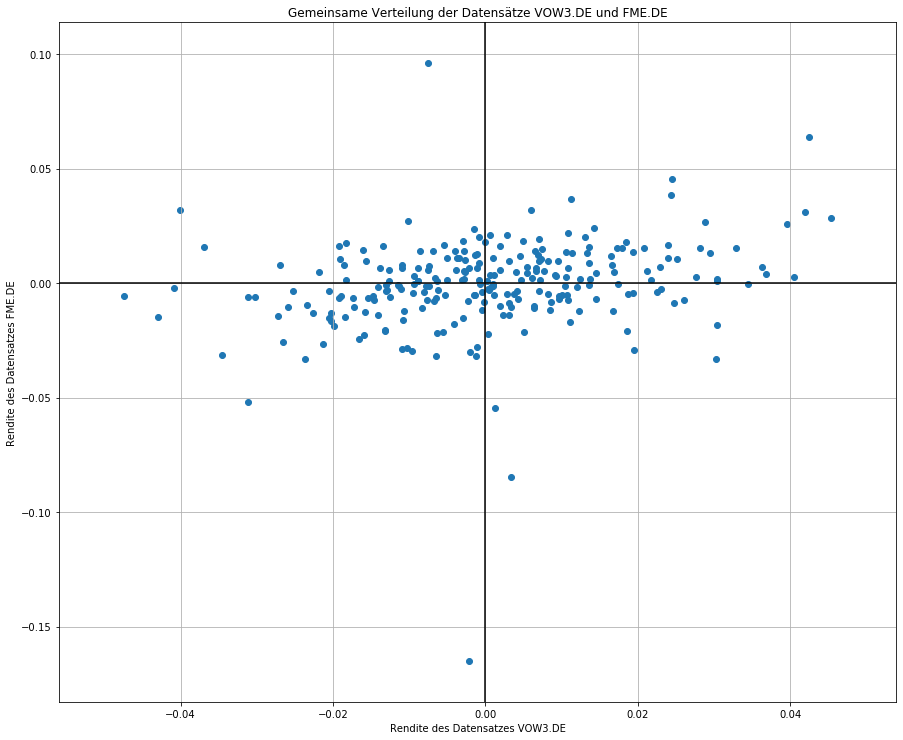 Gemeinsame Verteilung der Datensätze VOW3.DE und FME.DE
0.10
0.05
0.00
−0.05
−0.10
−0.15
Rendite des Datensatzes FME.DE
−0.04 −0.02 0.00 0.02 0.04
Rendite des Datensatzes VOW3.DE